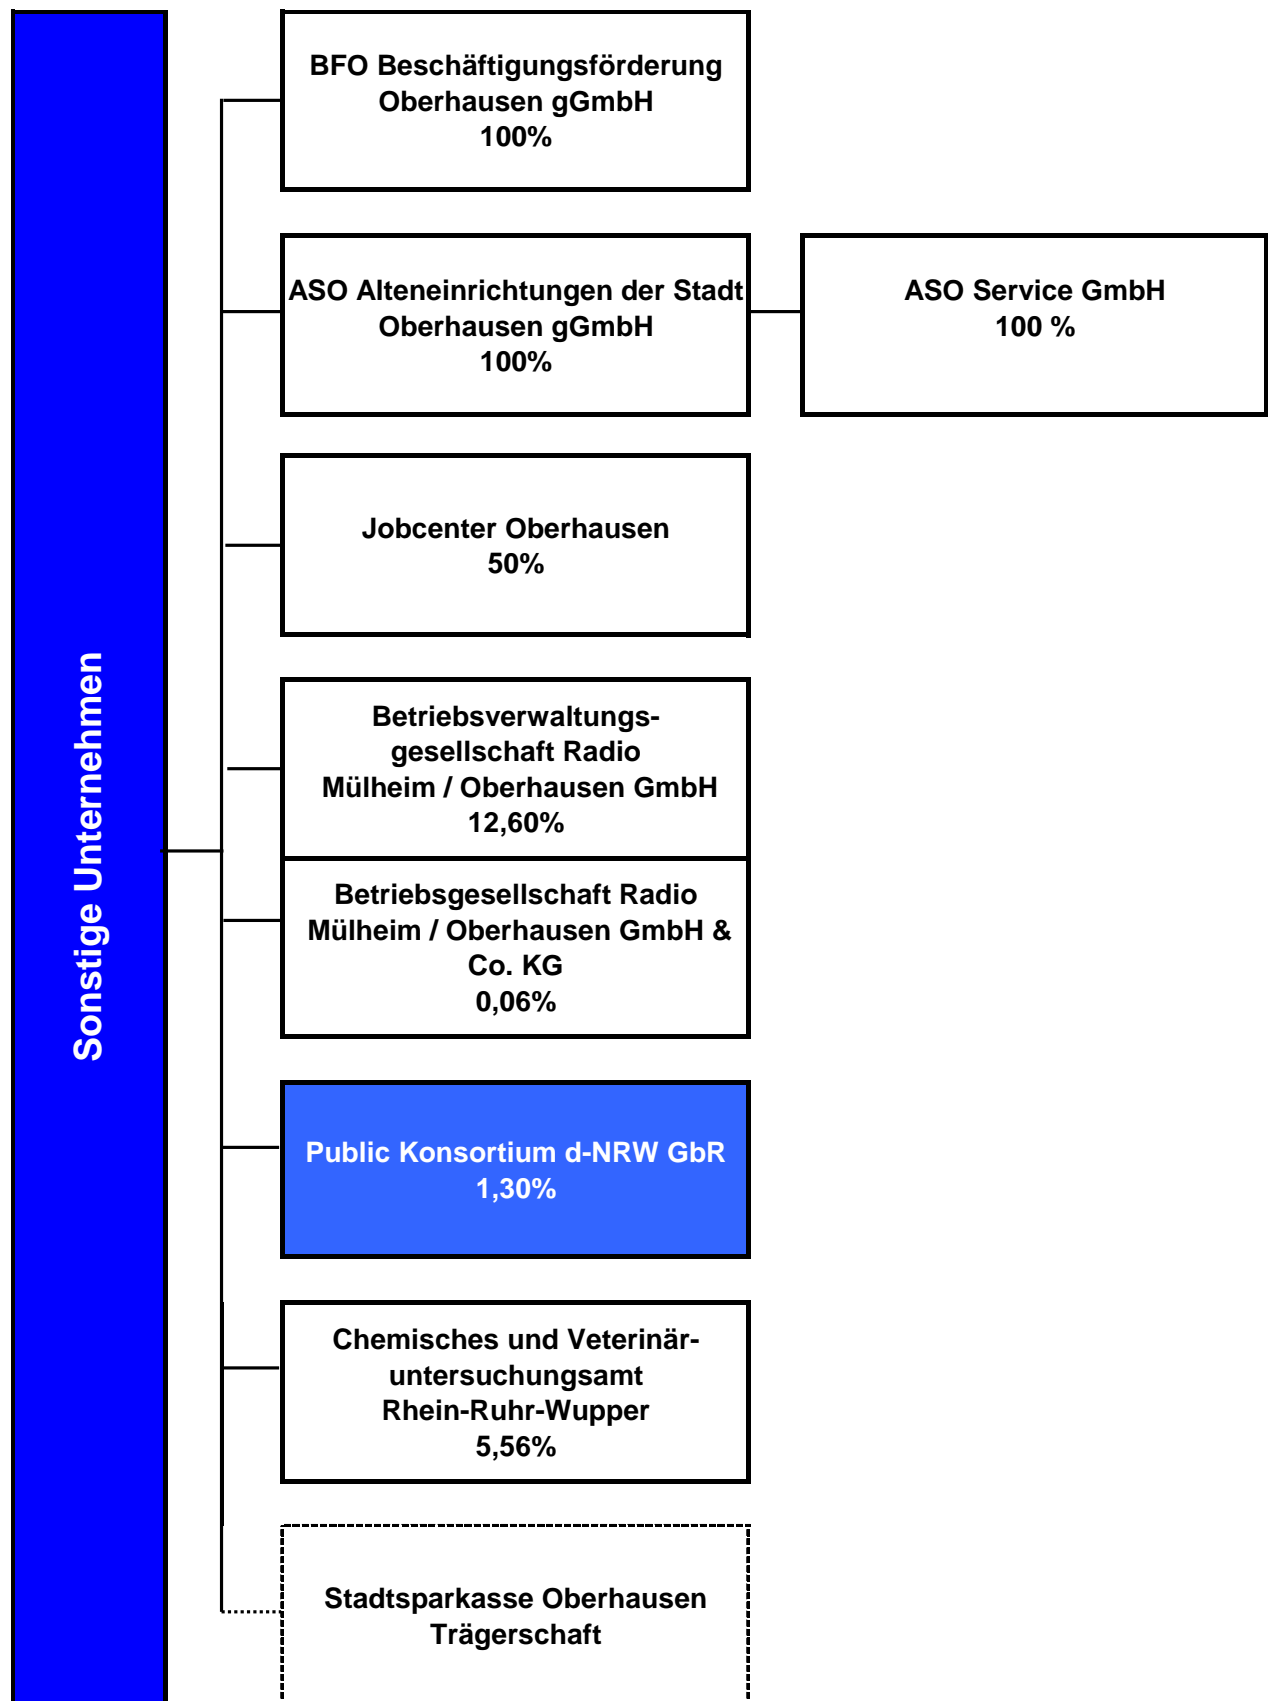 Sonstige Unternehmen
BFO Beschäftigungsförderung
Oberhausen gGmbH
100%
ASO Alteneinrichtungen der Stadt
Oberhausen gGmbH
100%
ASO Service GmbH
100 %
Jobcenter Oberhausen
50%
Betriebsverwaltungs-
gesellschaft Radio
Mülheim / Oberhausen GmbH
12,60%
Betriebsgesellschaft Radio
Mülheim / Oberhausen GmbH &
Co. KG
0,06%
Public Konsortium d-NRW GbR
1,30%
Chemisches und Veterinär-
untersuchungsamt
Rhein-Ruhr-Wupper
5,56%
Stadtsparkasse Oberhausen
Trägerschaft